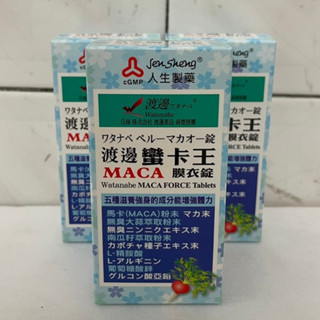 Jen Sheng
cGMP 人生製藥
渡邊 ワタナベ
Watanabe
ワタナベ ペルーマカオー錠
渡邊 蠻卡王
MACA 膜衣錠
Watanabe MACA FORCE Tablets
五種滋養強身的成分能增強體力
馬卡(MACA)粉末 マカ末
無臭大蒜萃取粉末
無臭ニンニクエキス末
南瓜籽萃取粉末
カボチャ種子エキス末
L-精胺酸
L-アルギニン
葡萄糖酸鋅
グルコン酸亞鉛